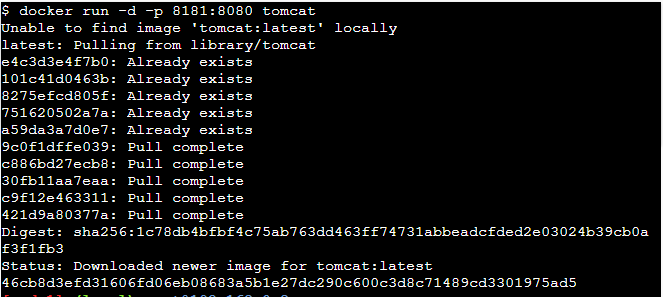 $ docker run -d -p 8181:8080 tomcat
Unable to find image 'tomcat:latest' locally
latest: Pulling from library/tomcat
e4c3d3e4f7b0: Already exists
101c41d0463b: Already exists
8275efcd805f: Already exists
751620502a7a: Already exists
a59da3a7d0e7: Already exists
9c0f1dffe039: Pull complete
c886bd27ecb8: Pull complete
30fb11aa7eaa: Pull complete
c9f12e463311: Pull complete
421d9a80377a: Pull complete
Digest: sha256:1c78db4bfbf4c75ab763dd463ff74731abbeadcfded2e03024b39cb0a
f3f1fb3
Status: Downloaded newer image for tomcat:latest
46cb8d3efd31606fd06eb08683a5b1e27dc290c600c3d8c71489cd3301975ad5